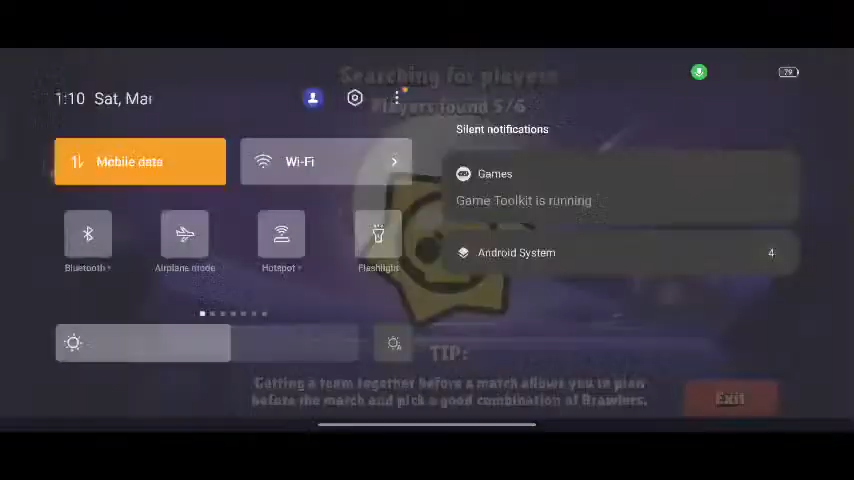 Searching for players
Players found 5/6
1:10 Sat, Mar
79
Mobile data
Wi-Fi
Bluetooth
Airplane mode
Hotspot
Flashlight
Silent notifications
Games
Game Toolkit is running
Android System
4
TIP:
Getting a team together before a match allows you to plan
before the match and pick a good combination of Brawlers.
Exit